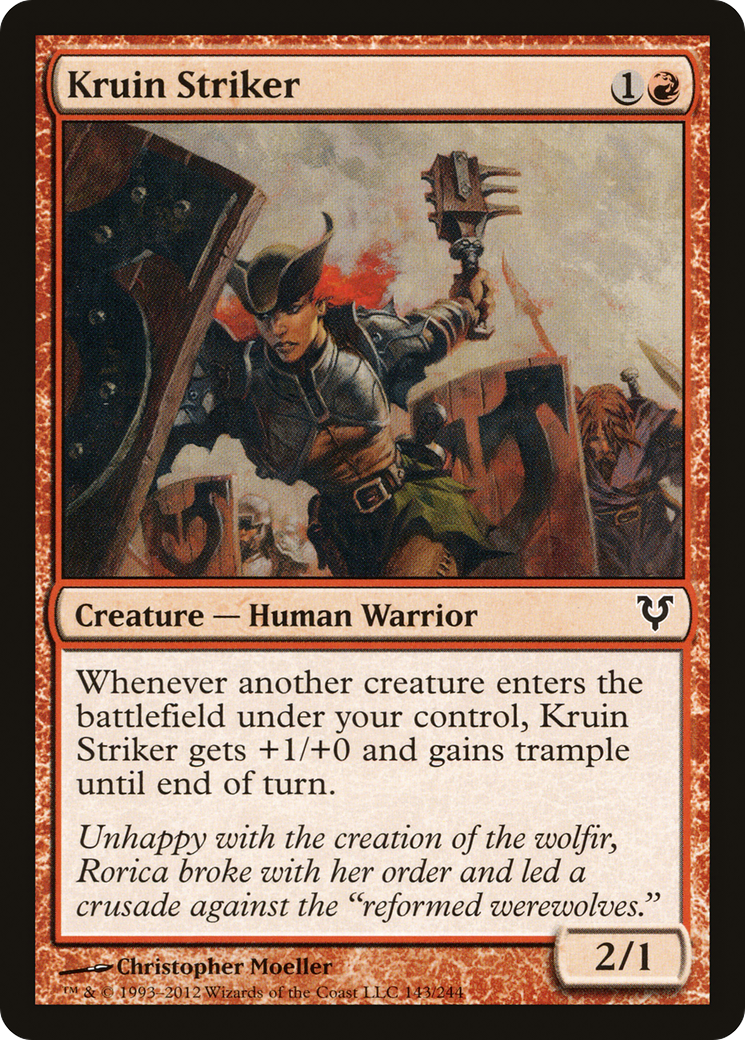 Kruin Striker
1
Creature — Human Warrior
Whenever another creature enters the
battlefield under your control, Kruin
Striker gets +1/+0 and gains trample
until end of turn.
Unhappy with the creation of the wolfir,
Rorica broke with her order and led a
crusade against the “reformed werewolves.”
2/1
Christopher Moeller
™ & © 1993–2012 Wizards of the Coast LLC 143/244